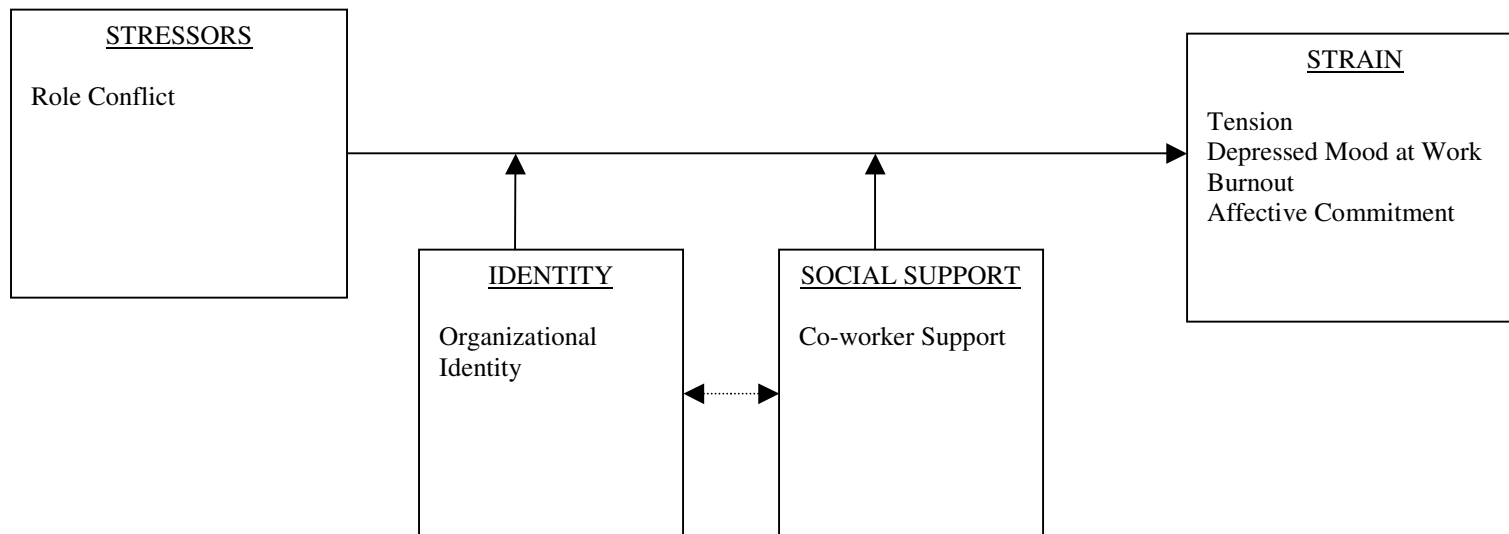 STRESSORS
Role Conflict
STRAIN
Tension
Depressed Mood at Work
Burnout
Affective Commitment
IDENTITY
Organizational
Identity
SOCIAL SUPPORT
Co-worker Support